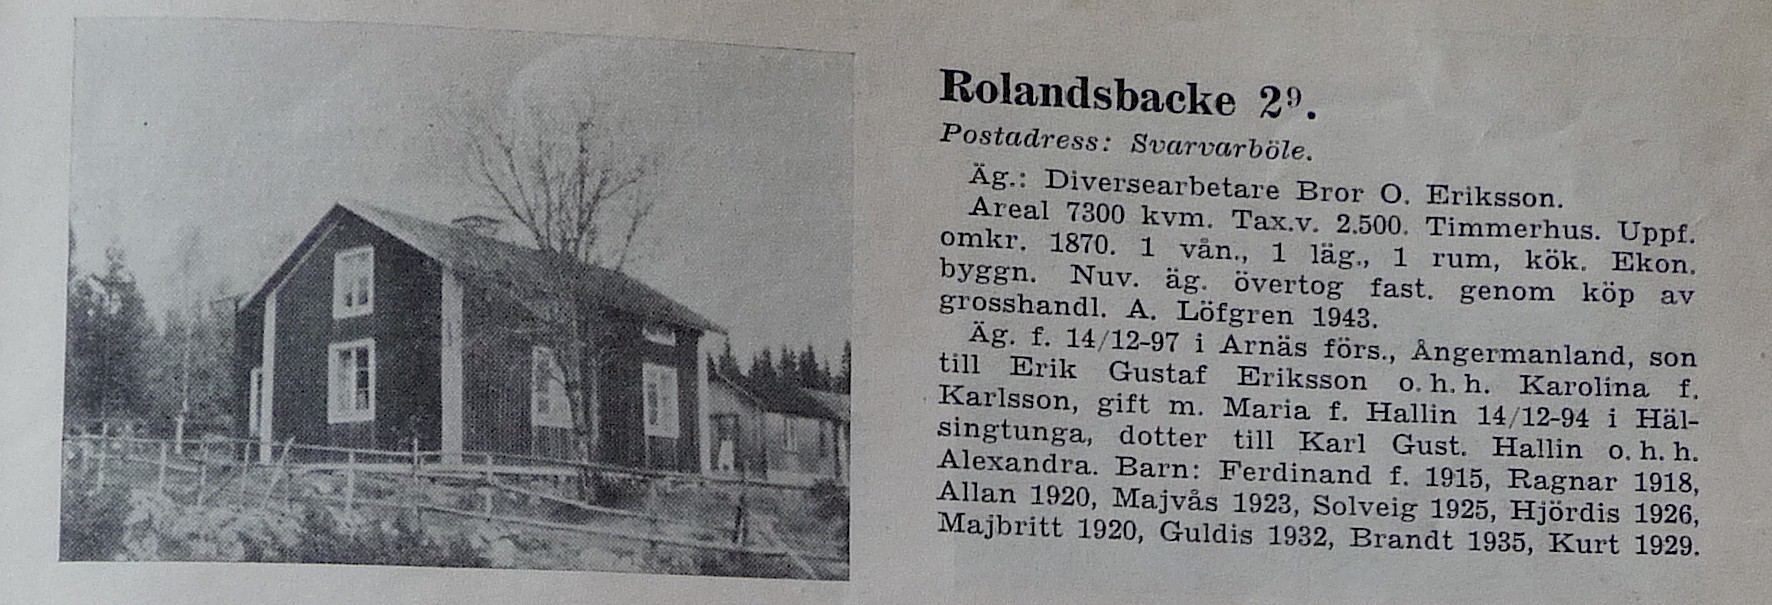 Rolandsbacke 2⁹.
Postadress: Svarvarböle.
Äg.: Diversearbetare Bror O. Eriksson.
Areal 7300 kvm. Tax.v. 2.500. Timmerhus. Uppf.
omkr. 1870. 1 vån., 1 läg., 1 rum, kök. Ekon.
byggn. Nuv. äg. övertog fast. genom köp av
grosshandl. A. Löfgren 1943.
Äg. f. 14/12-97 i Arnäs förs., Ångermanland, son
till Erik Gustaf Eriksson o. h. h. Karolina f.
Karlsson, gift m. Maria f. Hallin 14/12-94 i Häl-
singtunga, dotter till Karl Gust. Hallin o. h. h.
Alexandra. Barn: Ferdinand f. 1915, Ragnar 1918,
Allan 1920, Majvås 1923, Solveig 1925, Hjördis 1926,
Majbritt 1920, Guldis 1932, Brandt 1935, Kurt 1929.